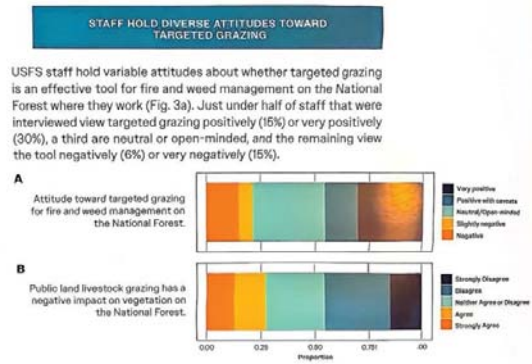 STAFF HOLD DIVERSE ATTITUDES TOWARD
TARGETED GRAZING
USFS staff hold variable attitudes about whether targeted grazing
is an effective tool for fire and weed management on the National
Forest where they work (Fig. 3a). Just under half of staff that were
interviewed view targeted grazing positively (15%) or very positively
(30%), a third are neutral or open-minded, and the remaining view
the tool negatively (6%) or very negatively (15%).
A
Attitude toward targeted grazing
for fire and weed management on
the National Forest.
Very positive
Positive with
Neutral/Open-minded
Slightly negative
Negative
B
Public land livestock grazing has a
negative impact on vegetation on
the National Forest.
Strongly Disagree
Disagree
Neither Agree or Disagree
Agree
Strongly Agree
0.00
0.25
0.50
.00
Proportion